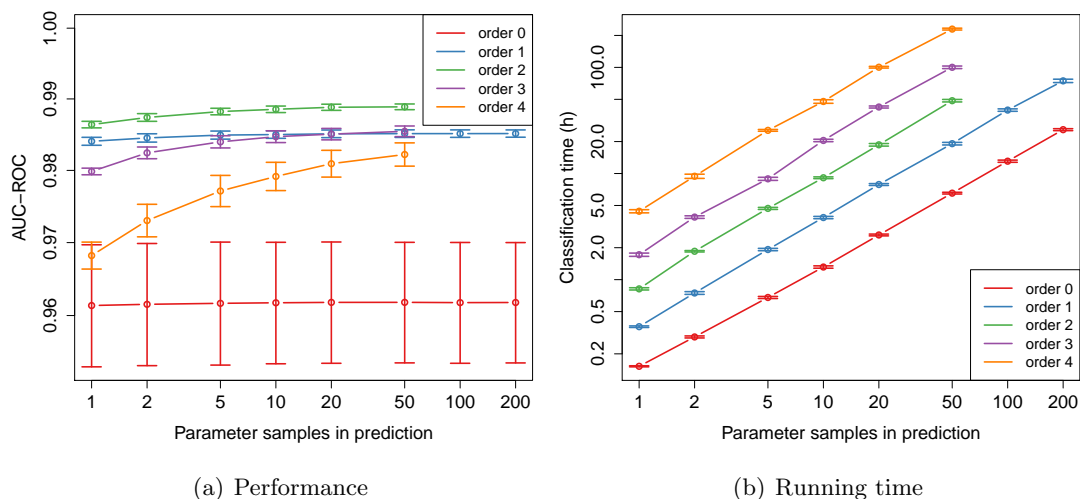 1.00
0.99
0.98
0.97
0.96
AUC−ROC
order 0
order 1
order 2
order 3
order 4
1 2 5 10 20 50 100 200
Parameter samples in prediction
(a) Performance
100.0
20.0
5.0
2.0
0.5
0.2
Classification time (h)
order 0
order 1
order 2
order 3
order 4
1 2 5 10 20 50 100 200
Parameter samples in prediction
(b) Running time